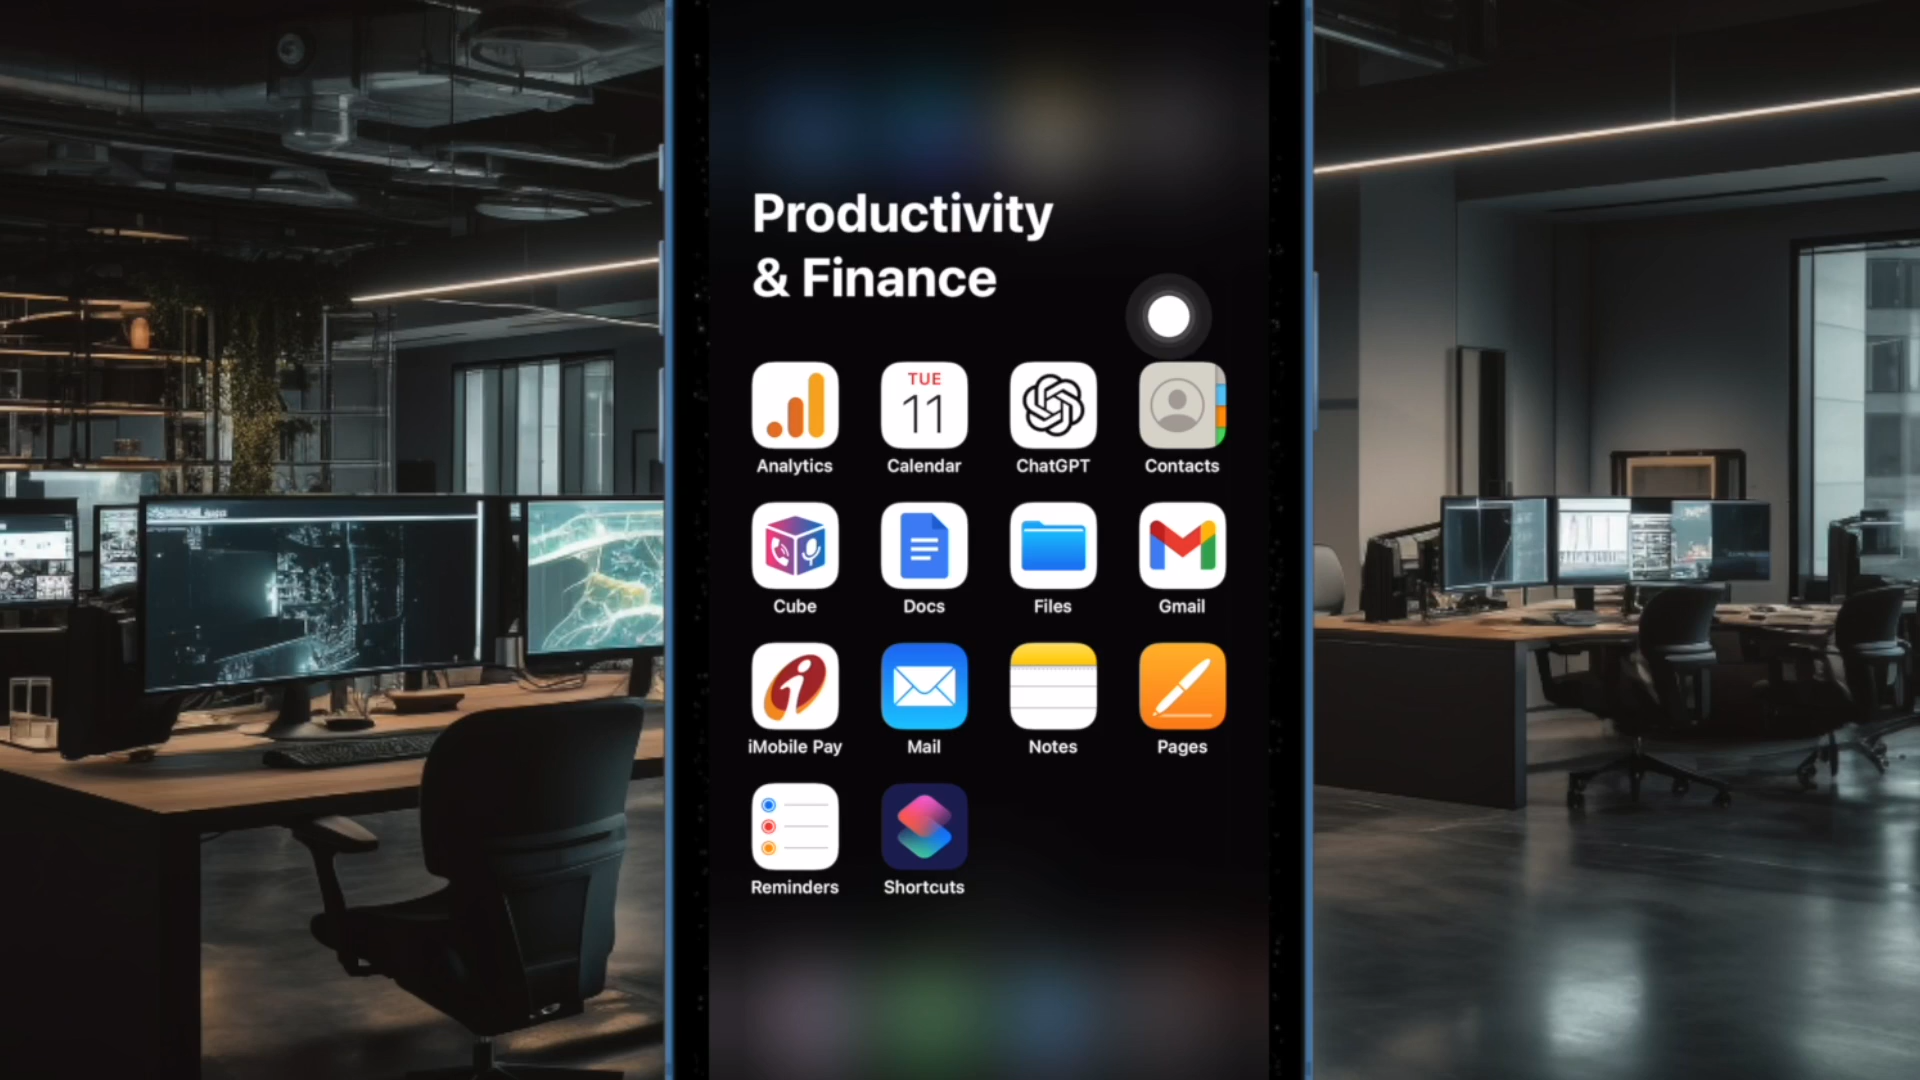 Productivity
& Finance
TUE
11
Analytics
Calendar
ChatGPT
Contacts
Cube
Docs
Files
Gmail
iMobile Pay
Mail
Notes
Pages
Reminders
Shortcuts